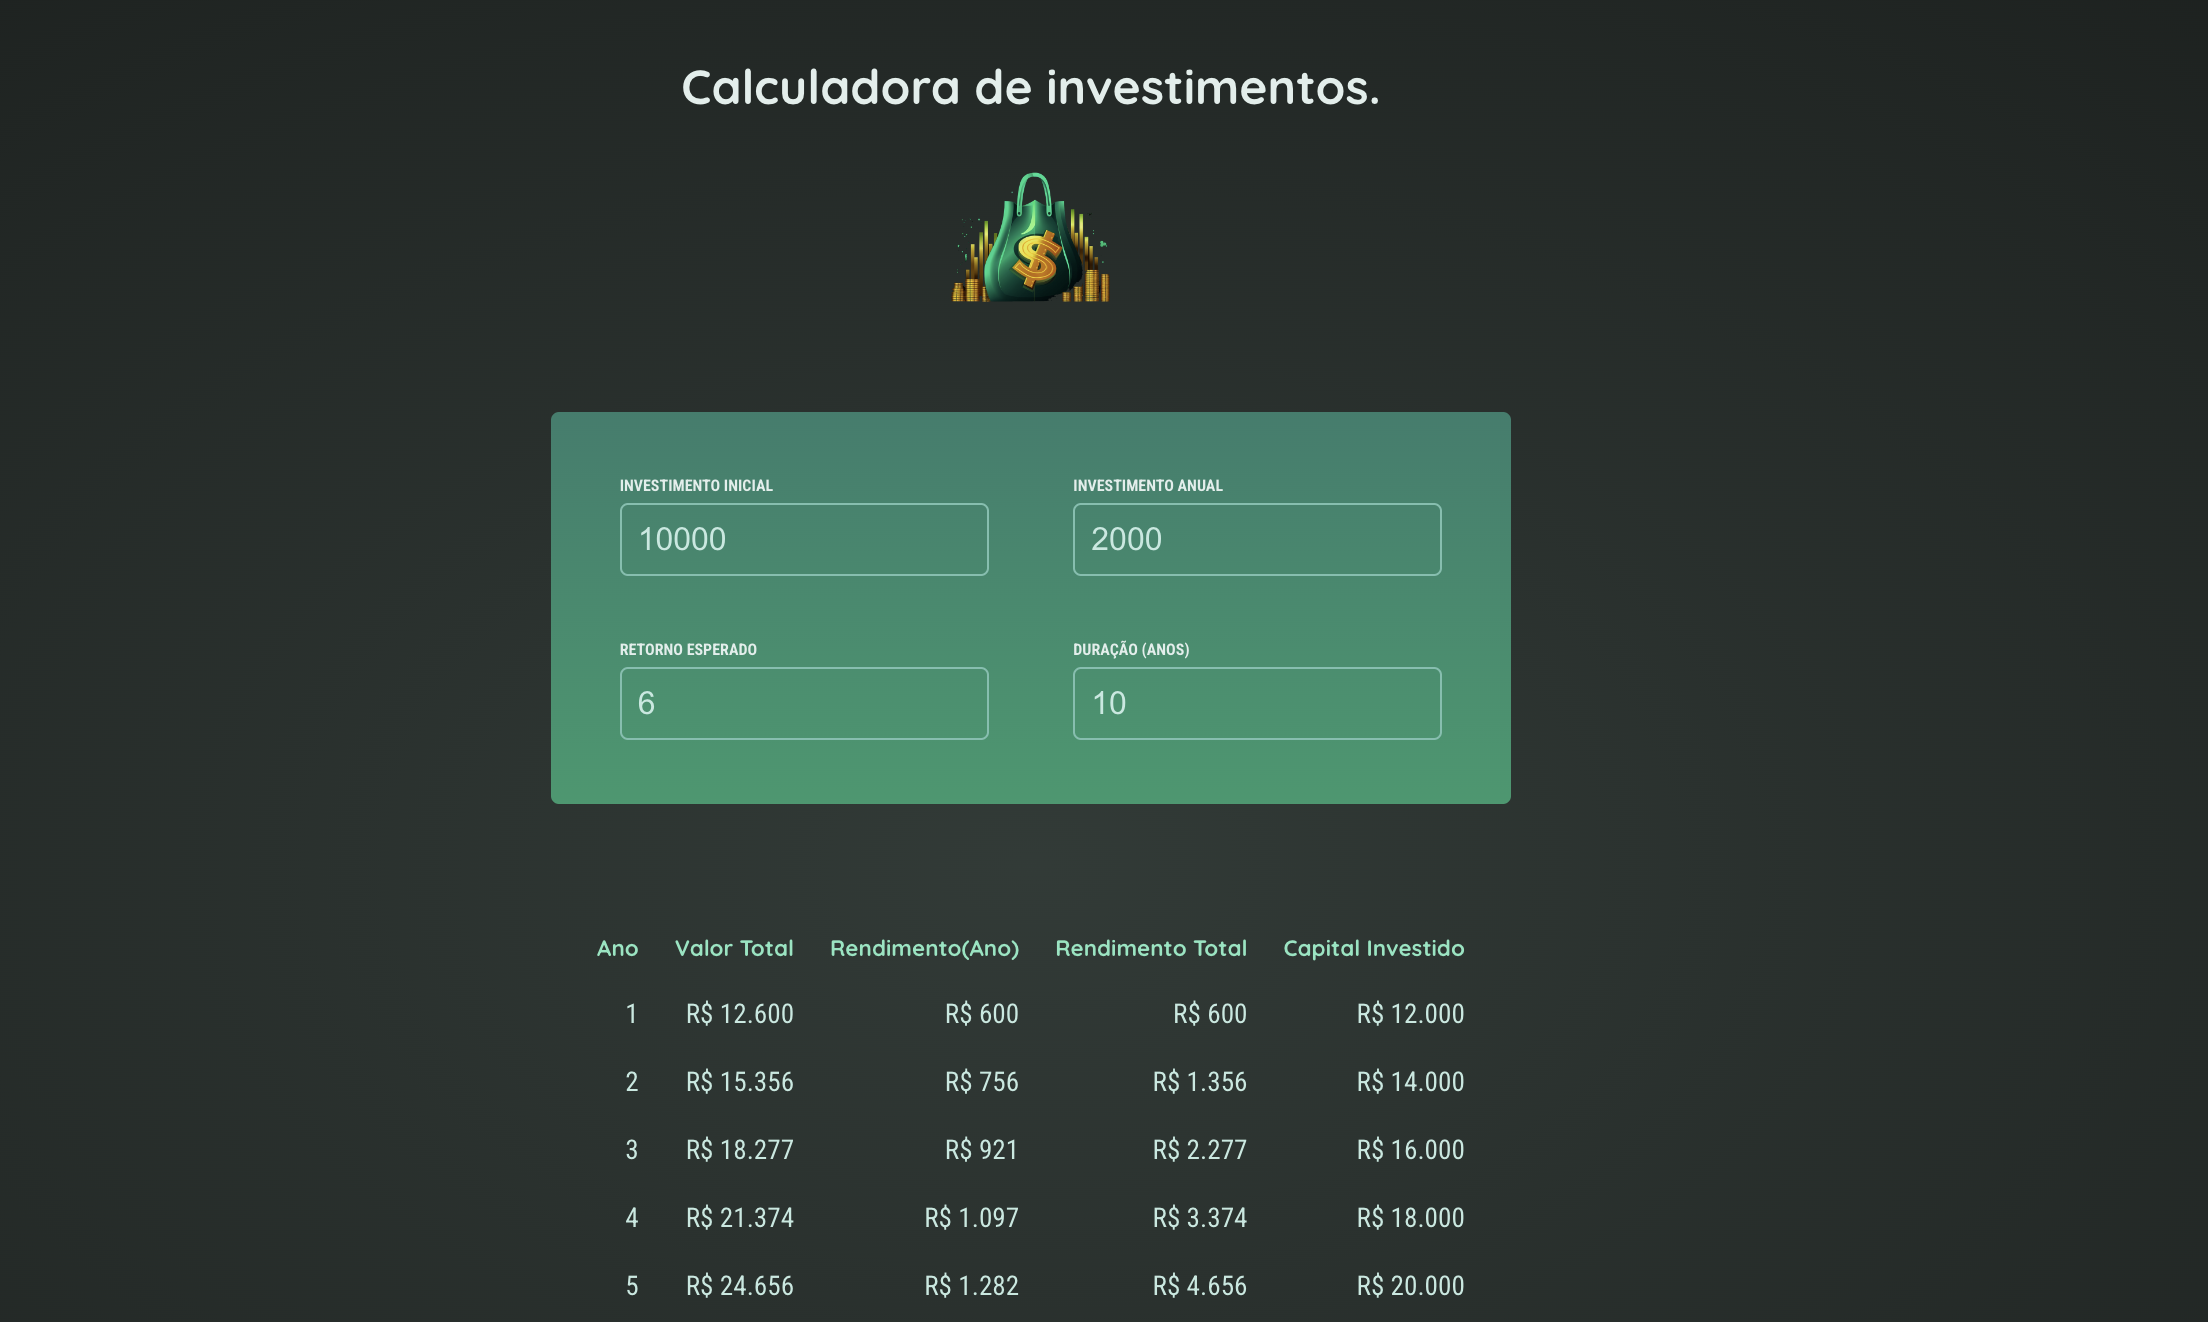 Calculadora de investimentos.
$
INVESTIMENTO INICIAL INVESTIMENTO ANUAL
10000 2000
RETORNO ESPERADO DURAÇÃO (ANOS)
6 10
Ano Valor Total Rendimento(Ano) Rendimento Total Capital Investido
1 R$ 12.600 R$ 600 R$ 600 R$ 12.000
2 R$ 15.356 R$ 756 R$ 1.356 R$ 14.000
3 R$ 18.277 R$ 921 R$ 2.277 R$ 16.000
4 R$ 21.374 R$ 1.097 R$ 3.374 R$ 18.000
5 R$ 24.656 R$ 1.282 R$ 4.656 R$ 20.000